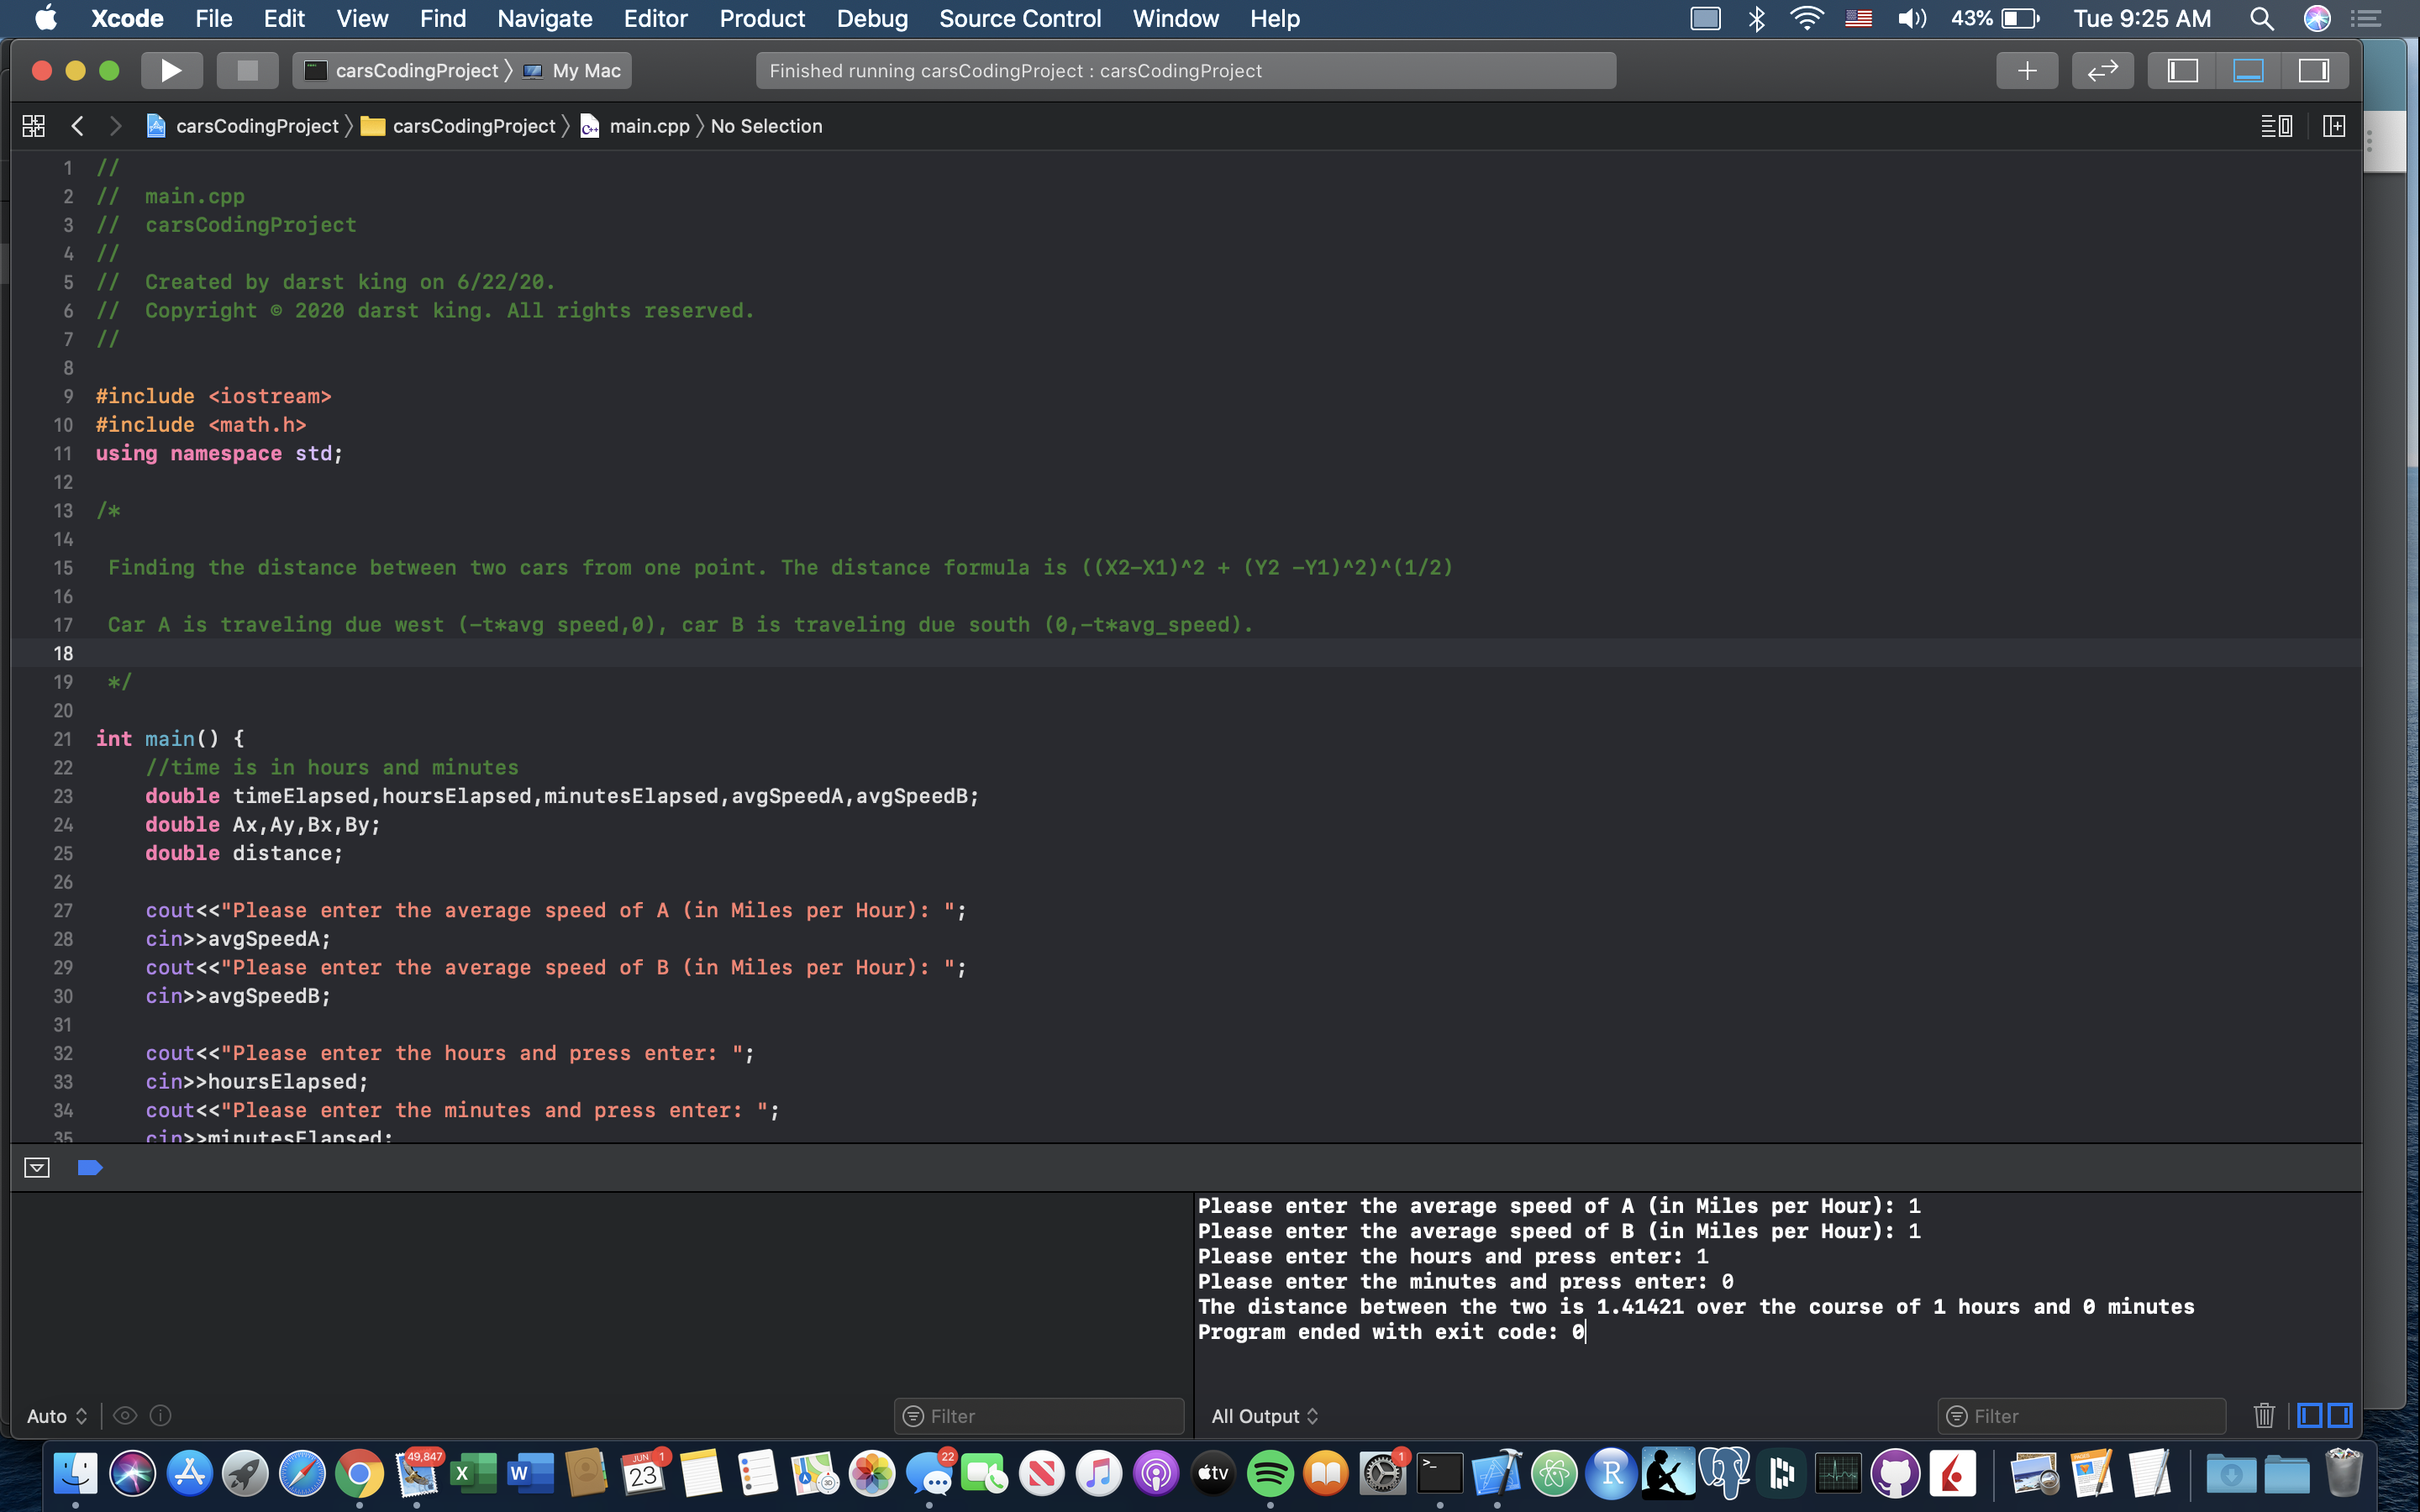 Xcode File Edit View Find Navigate Editor Product Debug Source Control Window Help 43% Tue 9:25 AM
carsCodingProject My Mac Finished running carsCodingProject : carsCodingProject
carsCodingProject carsCodingProject main.cpp No Selection
1 //
2 //  main.cpp
3 //  carsCodingProject
4 //
5 //  Created by darst king on 6/22/20.
6 //  Copyright © 2020 darst king. All rights reserved.
7 //
8
9 #include <iostream>
10 #include <math.h>
11 using namespace std;
12
13 /*
14
15 Finding the distance between two cars from one point. The distance formula is ((X2-X1)^2 + (Y2 -Y1)^2)^(1/2)
16
17 Car A is traveling due west (-t*avg speed,0), car B is traveling due south (0,-t*avg_speed).
18
19 */
20
21 int main() {
22 //time is in hours and minutes
23 double timeElapsed,hoursElapsed,minutesElapsed,avgSpeedA,avgSpeedB;
24 double Ax,Ay,Bx,By;
25 double distance;
26
27 cout<<"Please enter the average speed of A (in Miles per Hour): ";
28 cin>>avgSpeedA;
29 cout<<"Please enter the average speed of B (in Miles per Hour): ";
30 cin>>avgSpeedB;
31
32 cout<<"Please enter the hours and press enter: ";
33 cin>>hoursElapsed;
34 cout<<"Please enter the minutes and press enter: ";
35 cin>>minutesElapsed;
Please enter the average speed of A (in Miles per Hour): 1
Please enter the average speed of B (in Miles per Hour): 1
Please enter the hours and press enter: 1
Please enter the minutes and press enter: 0
The distance between the two is 1.41421 over the course of 1 hours and 0 minutes
Program ended with exit code: 0
Auto Filter All Output Filter
49,847 X W JUN 23 1 3D 22 tv 1 >_ R